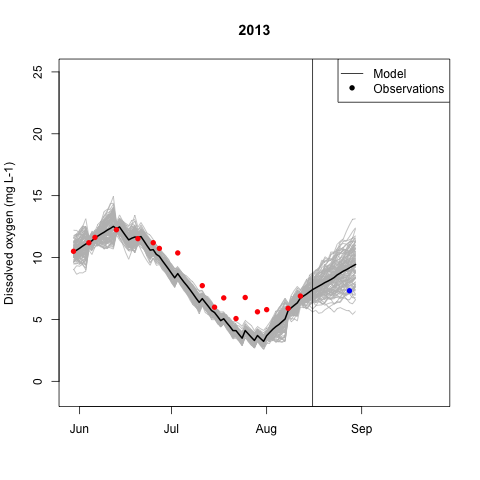 2013
Dissolved oxygen (mg L-1)
25
20
15
10
5
0
Jun
Jul
Aug
Sep
Model
Observations